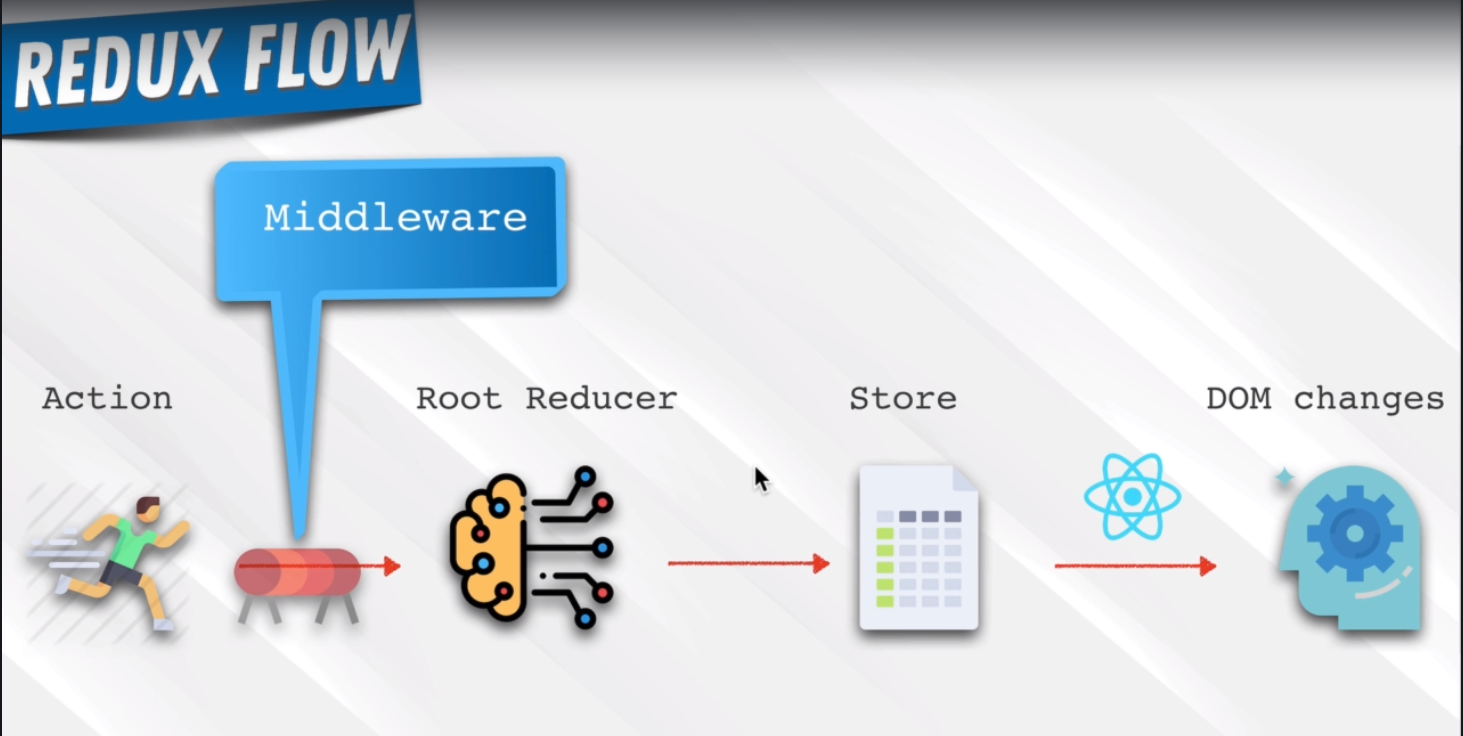 REDUX FLOW
Middleware
Action
Root Reducer
Store
DOM changes